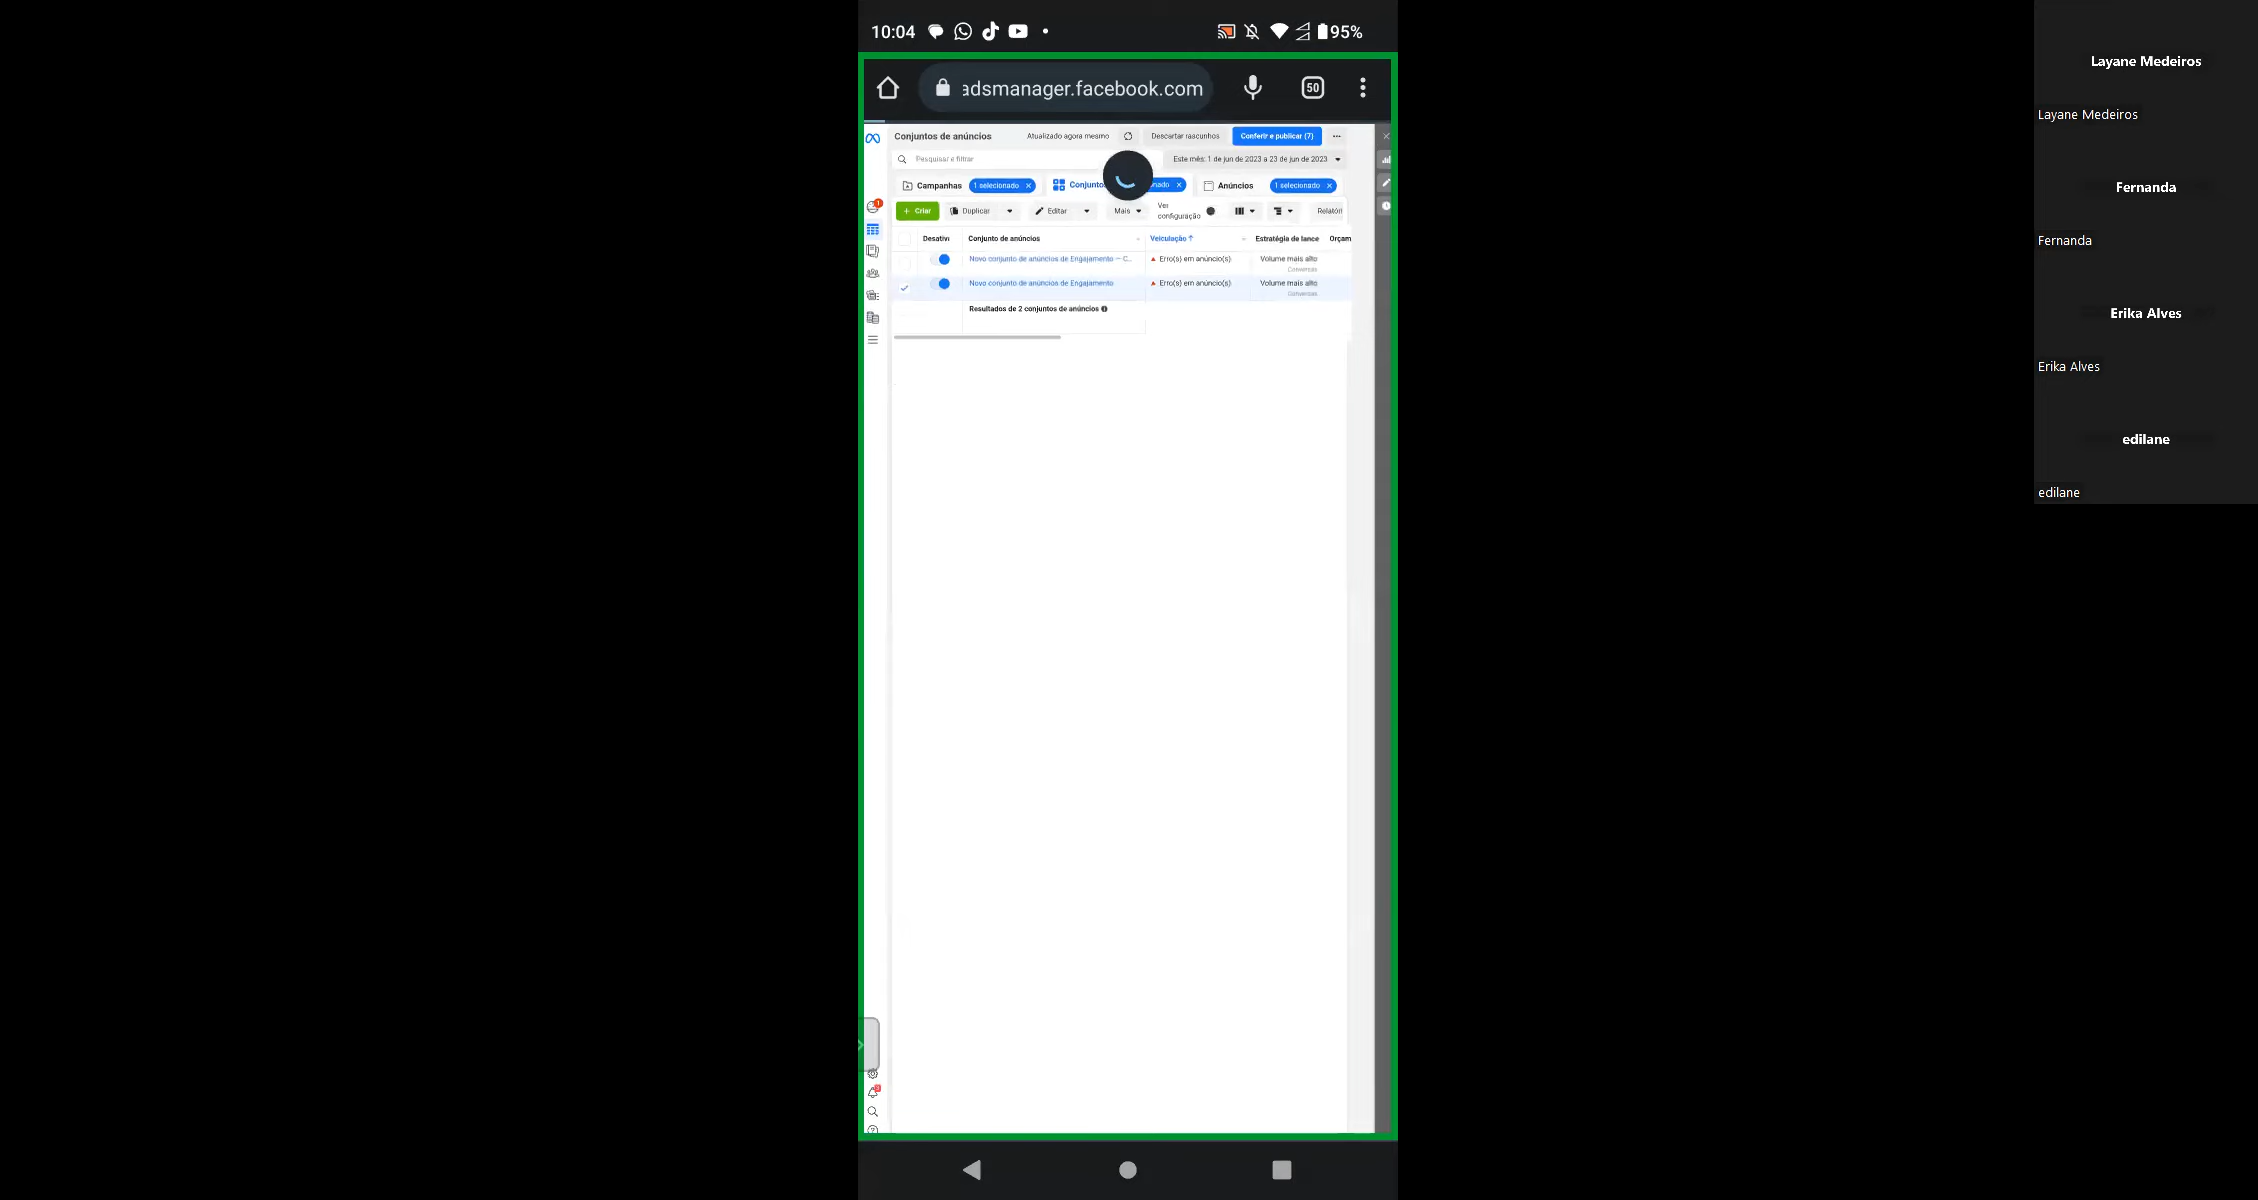 10:04
95%
adsmanager.facebook.com
50
Conjuntos de anúncios
Atualizado agora mesmo
Descartar rascunhos
Conferir e publicar (7)
Pesquisar e filtrar
Este mês: 1 de jun de 2023 a 23 de jun de 2023
Campanhas
1 selecionado
Conjunto
nado
Anúncios
1 selecionado
Criar
Duplicar
Editar
Mais
Ver
configuração
Relatóri
Desativ
Conjunto de anúncios
Veiculação
Estratégia de lance
Orçam
Novo conjunto de anúncios de Engajamento – C...
Erro(s) em anúncio(s)
Volume mais alto
Conversas
Novo conjunto de anúncios de Engajamento
Erro(s) em anúncio(s)
Volume mais alto
Conversas
Resultados de 2 conjuntos de anúncios
Layane Medeiros
Layane Medeiros
Fernanda
Fernanda
Erika Alves
Erika Alves
edilane
edilane